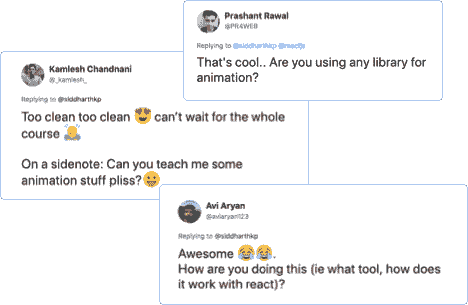 Prashant Rawal
@PR4WEB
Replying to @siddharthkp @reactjs
That's cool.. Are you using any library for
animation?
Kamlesh Chandnani
@_kamlesh_
Replying to @siddharthkp
Too clean too clean 😍 can't wait for the whole
course 👏
On a sidenote: Can you teach me some
animation stuff pliss?😛
Avi Aryan
@aviaryan123
Replying to @siddharthkp
Awesome 😂😂.
How are you doing this (ie what tool, how does
it work with react)?